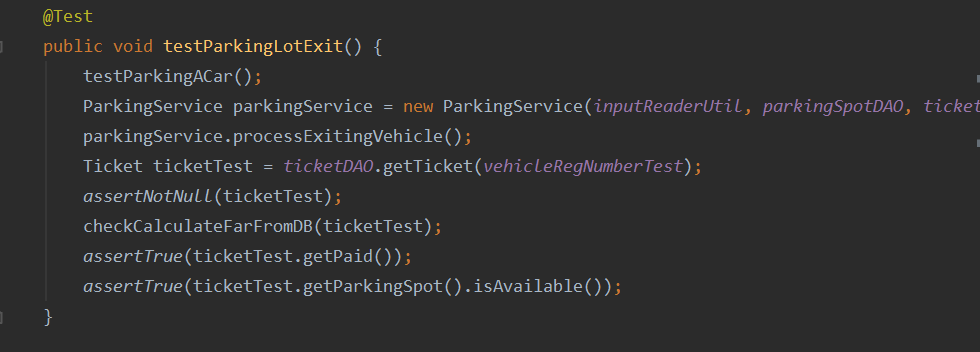 @Test
public void testParkingLotExit() {
testParkingACar();
ParkingService parkingService = new ParkingService(inputReaderUtil, parkingSpotDAO, ticket
parkingService.processExitingVehicle();
Ticket ticketTest = ticketDAO.getTicket(vehicleRegNumberTest);
assertNotNull(ticketTest);
checkCalculateFarFromDB(ticketTest);
assertTrue(ticketTest.getPaid());
assertTrue(ticketTest.getParkingSpot().isAvailable());
}